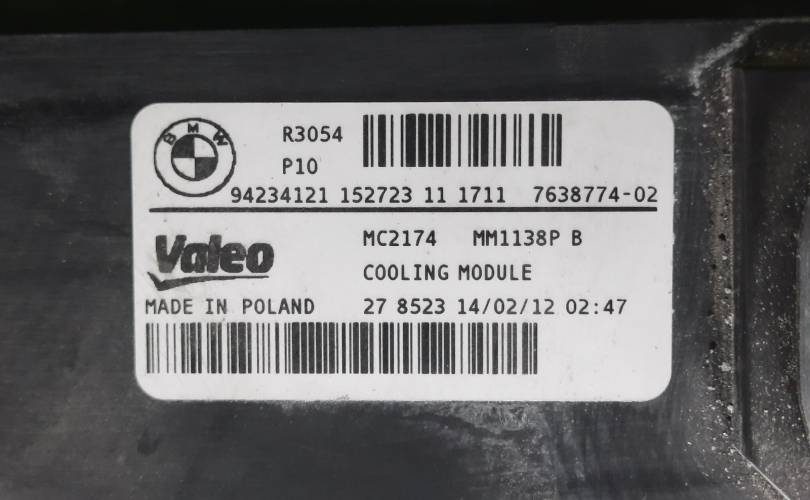 BMW
R3054
P10
94234121 152723 11 1711 7638774-02
Valeo
MC2174 MM1138P B
COOLING MODULE
MADE IN POLAND 27 8523 14/02/12 02:47